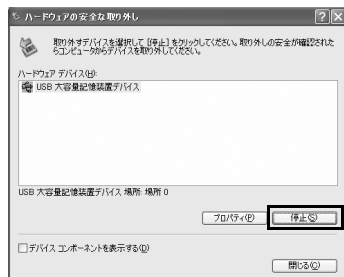 ハードウェアの安全な取り外し
取り外すデバイスを選択して [停止] をクリックしてください。取り外しの安全が確認された
らコンピュータからデバイスを取り外してください。
ハードウェア デバイス(H):
USB 大容量記憶装置デバイス
USB 大容量記憶装置デバイス 場所: 場所 0
プロパティ(P)
停止(S)
デバイス コンポーネントを表示する(D)
閉じる(C)